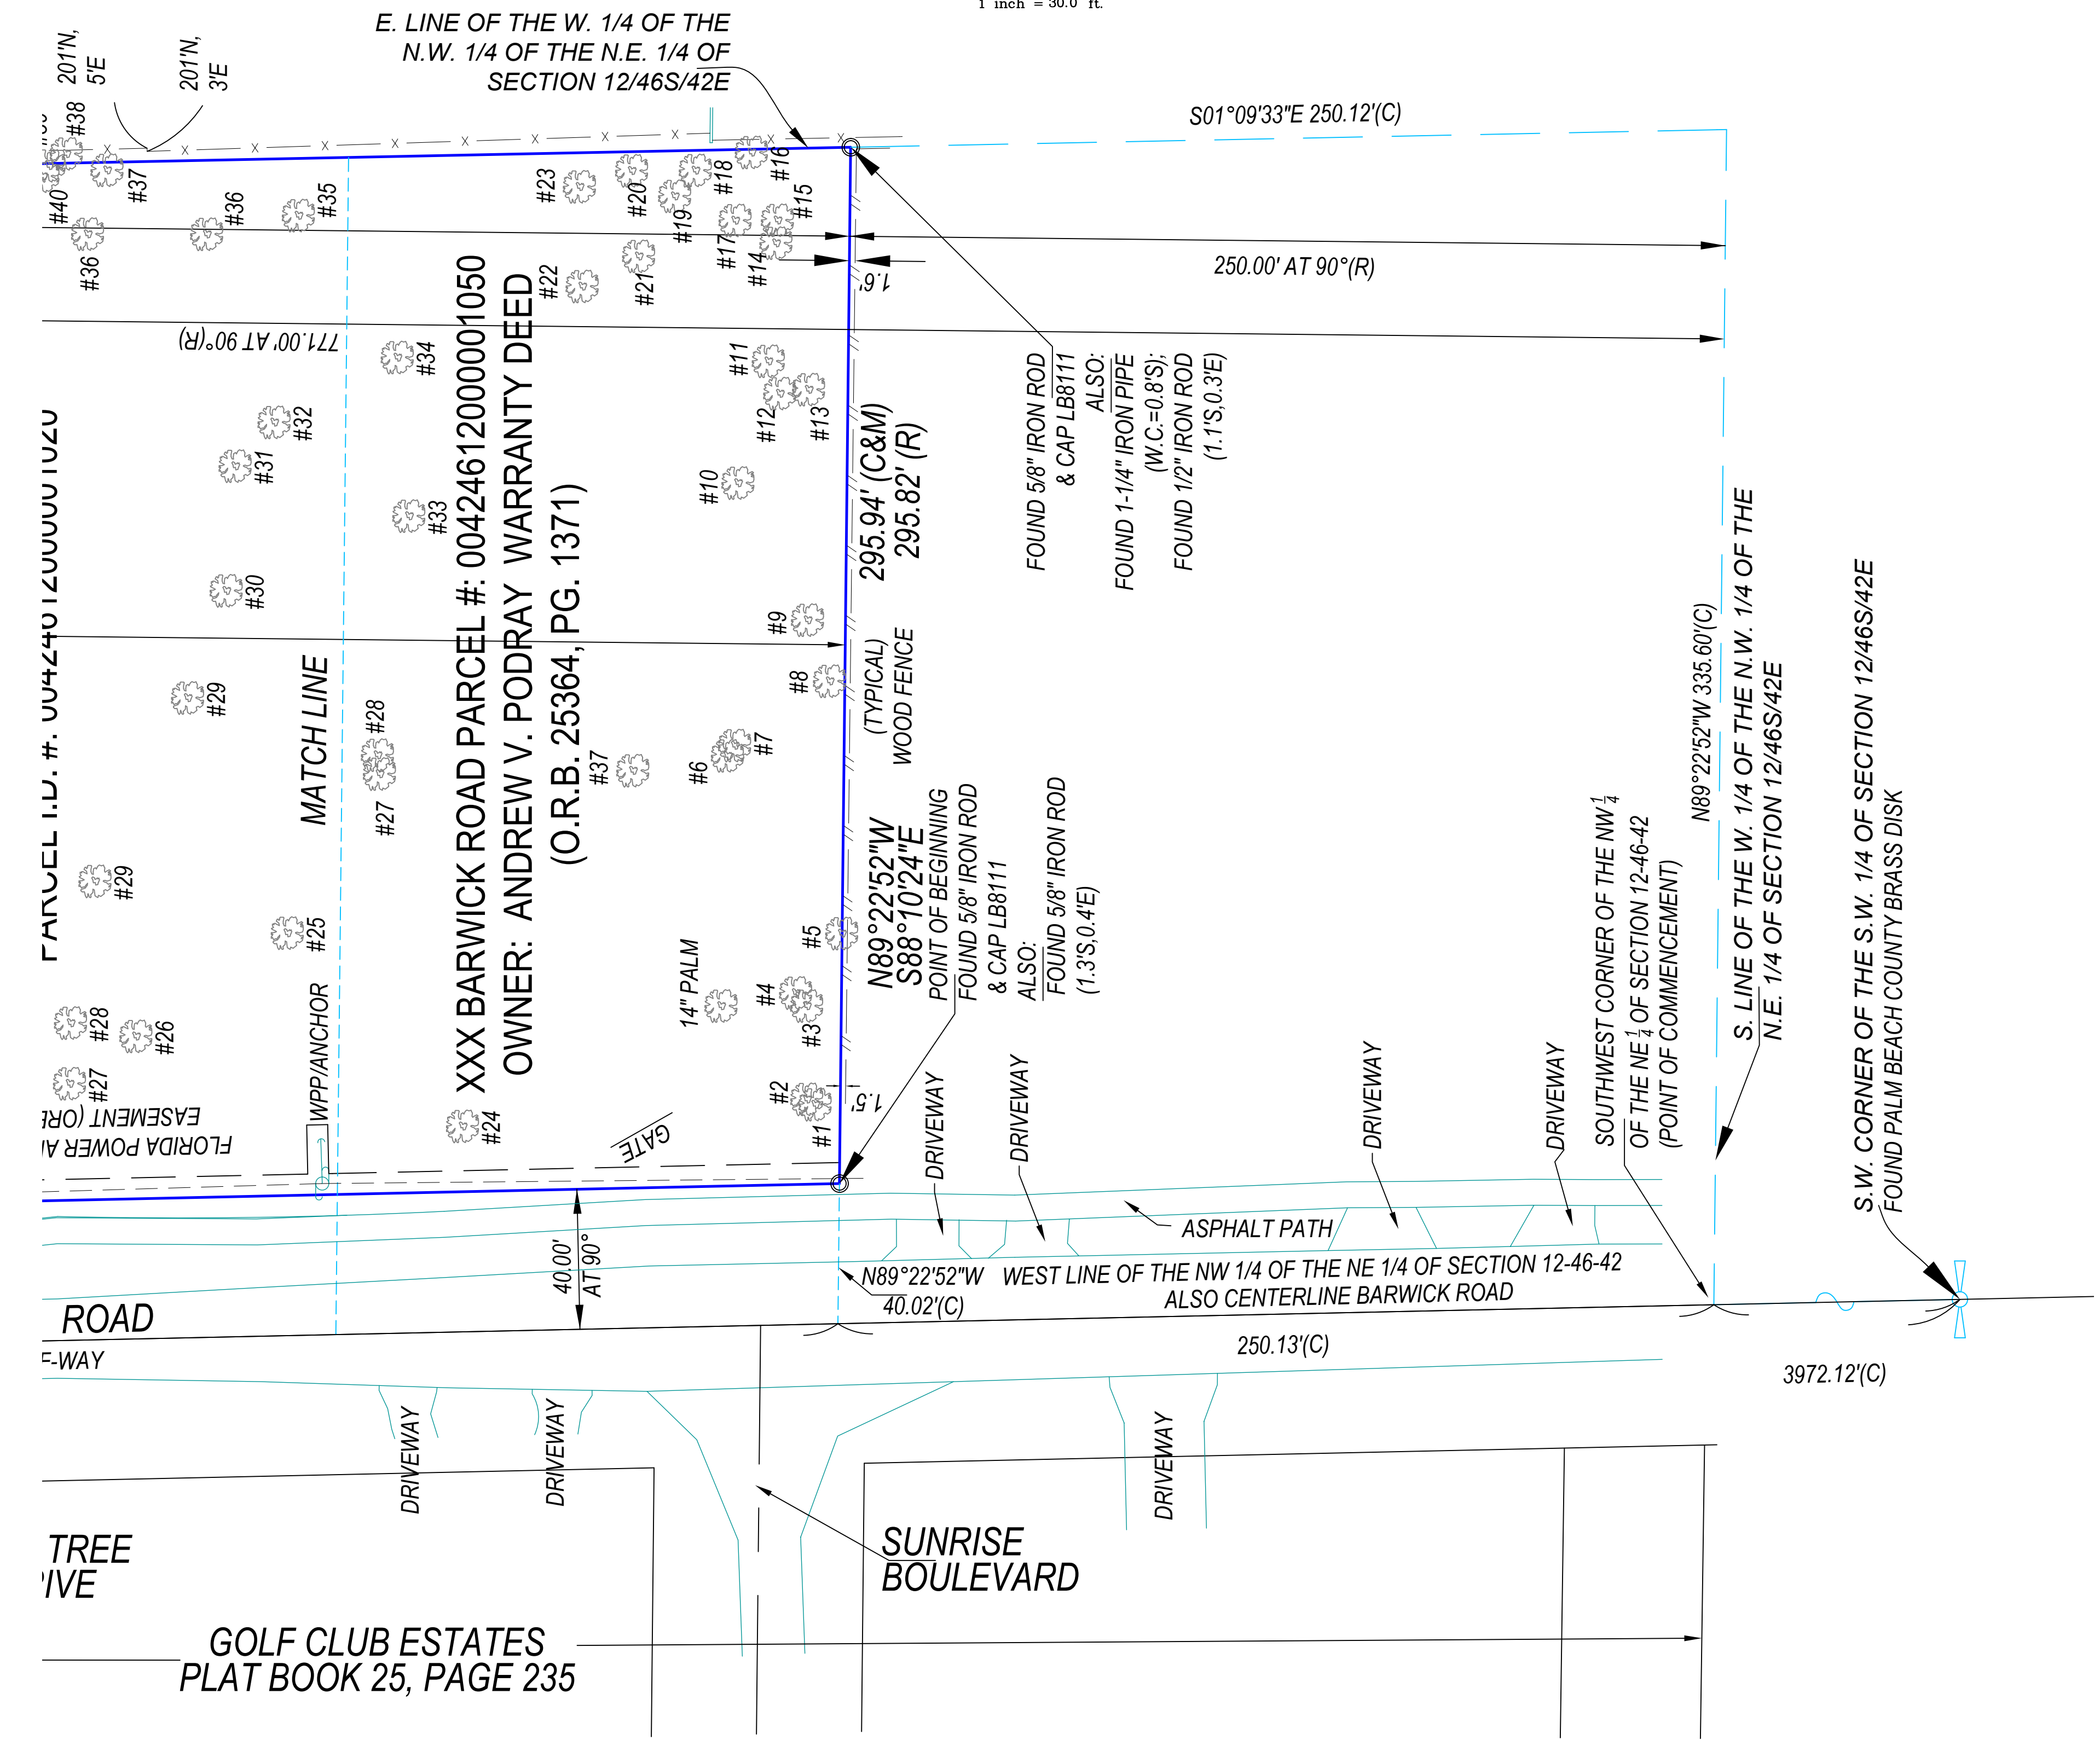 1 inch = 30.0 ft.
E. LINE OF THE W. 1/4 OF THE
N.W. 1/4 OF THE N.E. 1/4 OF
SECTION 12/46S/42E
201'N,
5'E
201'N,
3'E
S01°09'33"E 250.12'(C)
#38
#37
#40
#36
#36
#35
#23
#20
#19
#18
#16
#15
#17
#14
#22
#21
1.6'
250.00' AT 90°(R)
771.00' AT 90°(R)
#34
#32
#31
#33
#30
#29
#11
#12
#13
#10
#9
#8
#28
#27
#37
#6
#7
#29
#25
#5
#4
#3
14" PALM
#28
#26
#27
#24
#2
#1
1.5'
PARCEL I.D. #: 00424612000001020
MATCH LINE
XXX BARWICK ROAD PARCEL #: 00424612000001050
OWNER: ANDREW V. PODRAY WARRANTY DEED
(O.R.B. 25364, PG. 1371)
295.94' (C&M)
295.82' (R)
(TYPICAL)
WOOD FENCE
N89°22'52"W
S88°10'24"E
POINT OF BEGINNING
FOUND 5/8" IRON ROD
& CAP LB8111
ALSO:
FOUND 5/8" IRON ROD
(1.3'S,0.4'E)
FOUND 5/8" IRON ROD
& CAP LB8111
ALSO:
FOUND 1-1/4" IRON PIPE
(W.C.=0.8'S);
FOUND 1/2" IRON ROD
(1.1'S,0.3'E)
N89°22'52"W 335.60'(C)
S. LINE OF THE W. 1/4 OF THE N.W. 1/4 OF THE
N.E. 1/4 OF SECTION 12/46S/42E
S.W. CORNER OF THE S.W. 1/4 OF SECTION 12/46S/42E
FOUND PALM BEACH COUNTY BRASS DISK
SOUTHWEST CORNER OF THE NW 1/4
OF THE NE 1/4 OF SECTION 12-46-42
(POINT OF COMMENCEMENT)
WPP/ANCHOR
FLORIDA POWER
EASEMENT
GATE
DRIVEWAY
DRIVEWAY
DRIVEWAY
DRIVEWAY
ASPHALT PATH
40.00'
AT 90°
N89°22'52"W
40.02'(C)
WEST LINE OF THE NW 1/4 OF THE NE 1/4 OF SECTION 12-46-42
ALSO CENTERLINE BARWICK ROAD
ROAD
F-WAY
250.13'(C)
3972.12'(C)
DRIVEWAY
DRIVEWAY
DRIVEWAY
TREE
SUNRISE
BOULEVARD
GOLF CLUB ESTATES
PLAT BOOK 25, PAGE 235